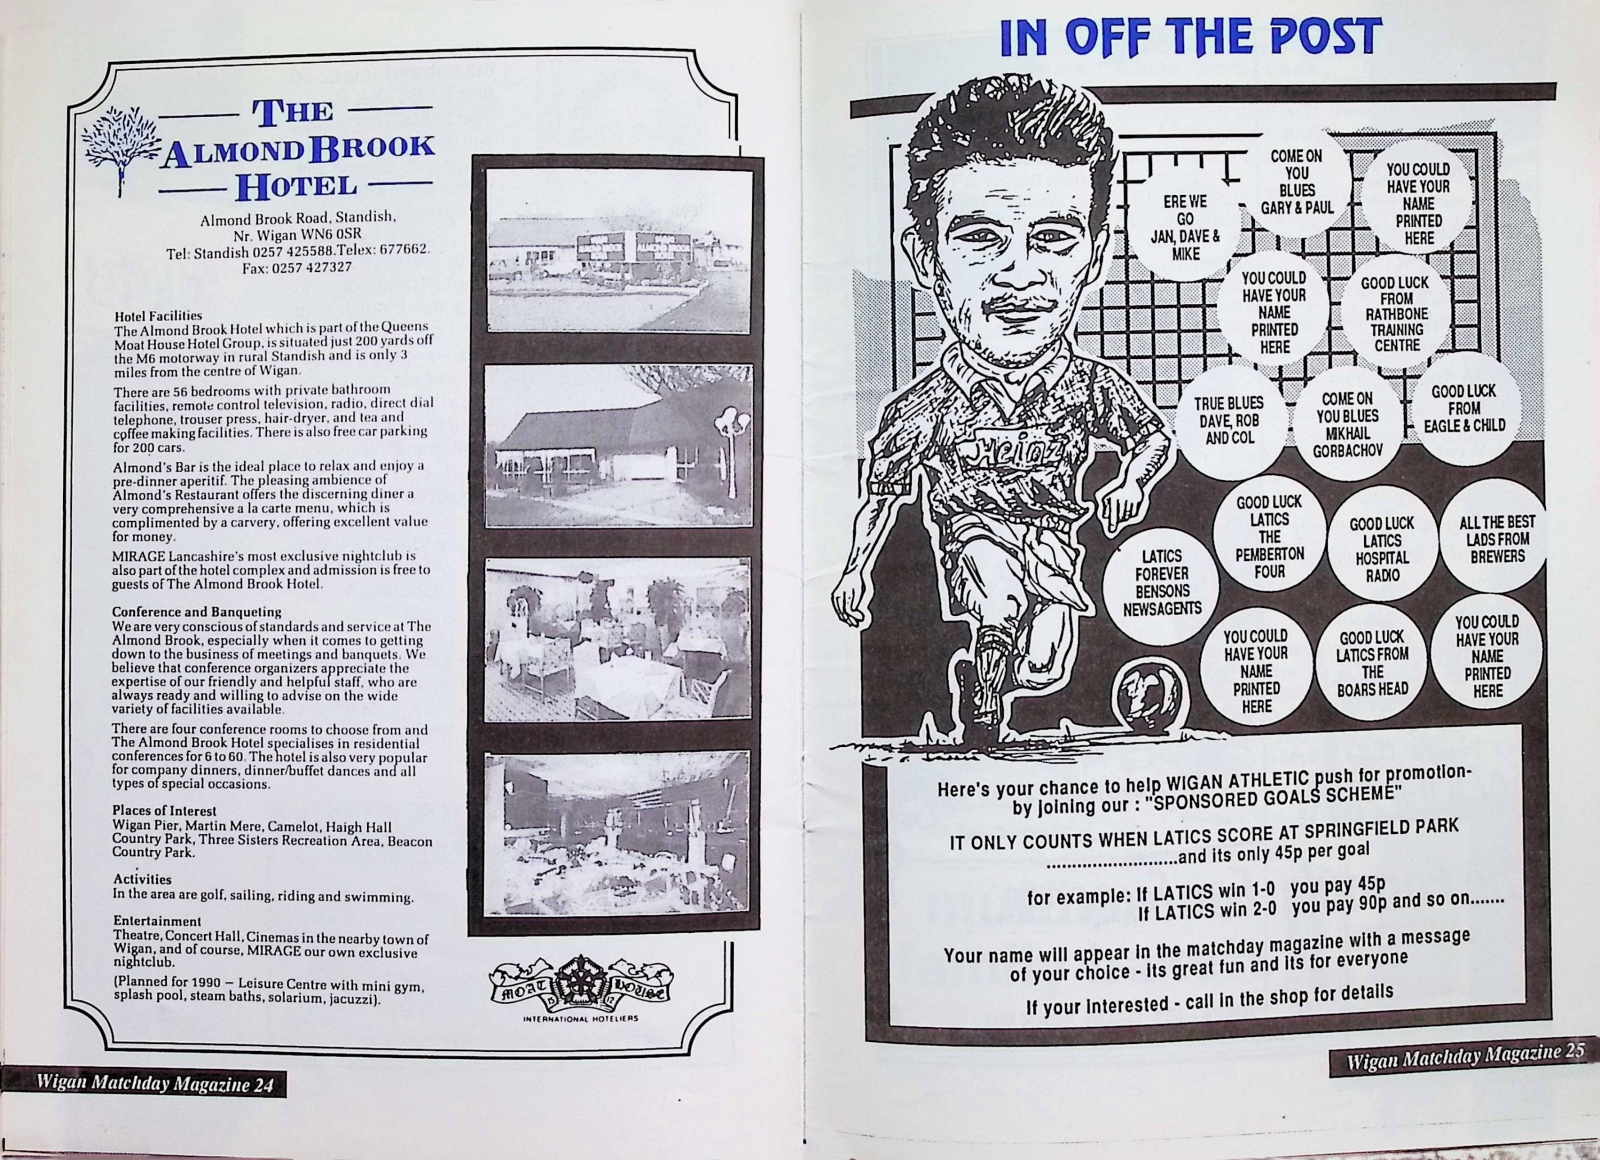 THE
ALMOND BROOK
HOTEL
Almond Brook Road, Standish,
Nr. Wigan WN6 0SR
Tel: Standish 0257 425588. Telex: 677662.
Fax: 0257 427327
Hotel Facilities
The Almond Brook Hotel which is part of the Queens
Moat House Hotel Group, is situated just 200 yards off
the M6 motorway in rural Standish and is only 3
miles from the centre of Wigan.
There are 56 bedrooms with private bathroom
facilities, remote control television, radio, direct dial
telephone, trouser press, hair-dryer, and tea and
coffee making facilities. There is also free car parking
for 200 cars.
Almond's Bar is the ideal place to relax and enjoy a
pre-dinner aperitif. The pleasing ambience of
Almond's Restaurant offers the discerning diner a
very comprehensive a la carte menu, which is
complimented by a carvery, offering excellent value
for money.
MIRAGE Lancashire's most exclusive nightclub is
also part of the hotel complex and admission is free to
guests of The Almond Brook Hotel.
Conference and Banqueting
We are very conscious of standards and service at The
Almond Brook, especially when it comes to getting
down to the business of meetings and banquets. We
believe that conference organizers appreciate the
expertise of our friendly and helpful staff, who are
always ready and willing to advise on the wide
variety of facilities available.
There are four conference rooms to choose from and
The Almond Brook Hotel specialises in residential
conferences for 6 to 60. The hotel is also very popular
for company dinners, dinner/buffet dances and all
types of special occasions.
Places of Interest
Wigan Pier, Martin Mere, Camelot, Haigh Hall
Country Park, Three Sisters Recreation Area, Beacon
Country Park.
Activities
In the area are golf, sailing, riding and swimming.
Entertainment
Theatre, Concert Hall, Cinemas in the nearby town of
Wigan, and of course, MIRAGE our own exclusive
nightclub.
(Planned for 1990 – Leisure Centre with mini gym,
splash pool, steam baths, solarium, jacuzzi).
MOAT HOUSE
INTERNATIONAL HOTELIERS
Wigan Matchday Magazine 24
IN OFF THE POST
Heinz
ERE WE
GO
JAN, DAVE &
MIKE
COME ON
YOU
BLUES
GARY & PAUL
YOU COULD
HAVE YOUR
NAME
PRINTED
HERE
YOU COULD
HAVE YOUR
NAME
PRINTED
HERE
GOOD LUCK
FROM
RATHBONE
TRAINING
CENTRE
TRUE BLUES
DAVE, ROB
AND COL
COME ON
YOU BLUES
MIKHAIL
GORBACHOV
GOOD LUCK
FROM
EAGLE & CHILD
LATICS
FOREVER
BENSONS
NEWSAGENTS
GOOD LUCK
LATICS
THE
PEMBERTON
FOUR
GOOD LUCK
LATICS
HOSPITAL
RADIO
ALL THE BEST
LADS FROM
BREWERS
YOU COULD
HAVE YOUR
NAME
PRINTED
HERE
GOOD LUCK
LATICS FROM
THE
BOARS HEAD
YOU COULD
HAVE YOUR
NAME
PRINTED
HERE
Here's your chance to help WIGAN ATHLETIC push for promotion-
by joining our : "SPONSORED GOALS SCHEME"
IT ONLY COUNTS WHEN LATICS SCORE AT SPRINGFIELD PARK
..........................and its only 45p per goal
for example: If LATICS win 1-0 you pay 45p
If LATICS win 2-0 you pay 90p and so on.......
Your name will appear in the matchday magazine with a message
of your choice - its great fun and its for everyone
If your interested - call in the shop for details
Wigan Matchday Magazine 25